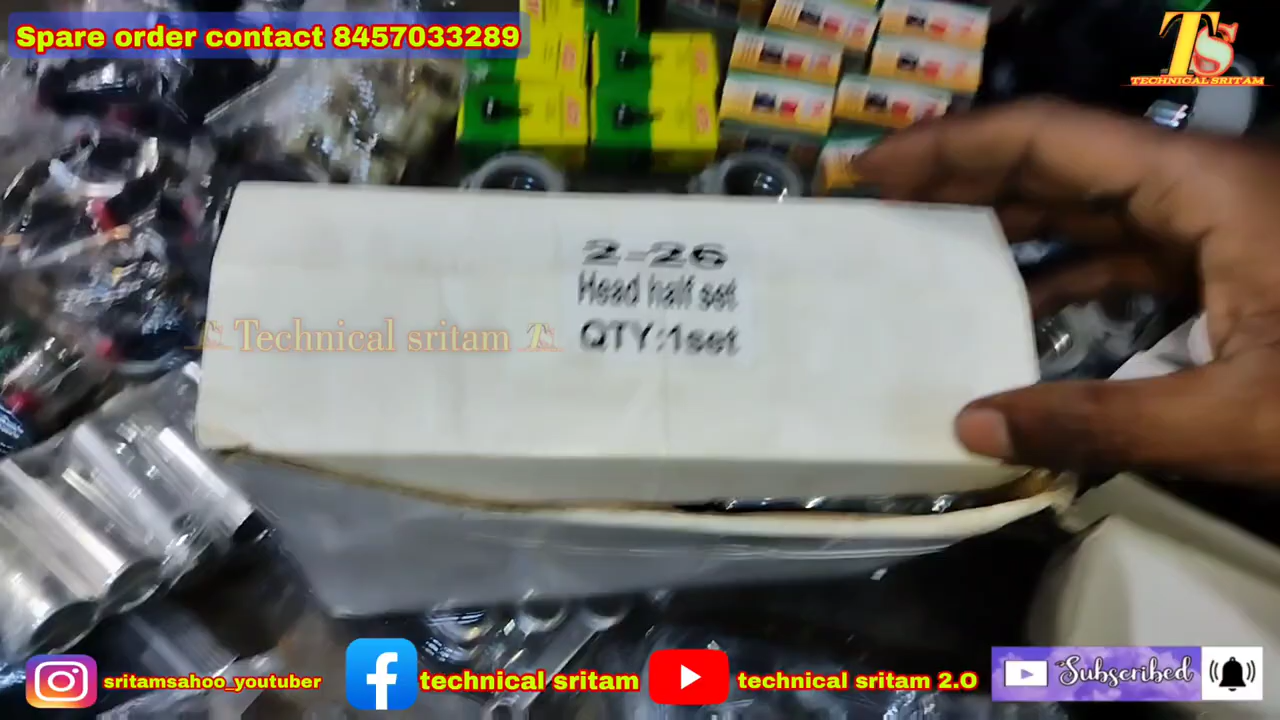 Spare order contact 8457033289
TS
TECHNICAL SRITAM
2-26
Head half set
QTY:1set
Technical sritam
sritamsahoo_youtuber
technical sritam
technical sritam 2.O
Subscribed